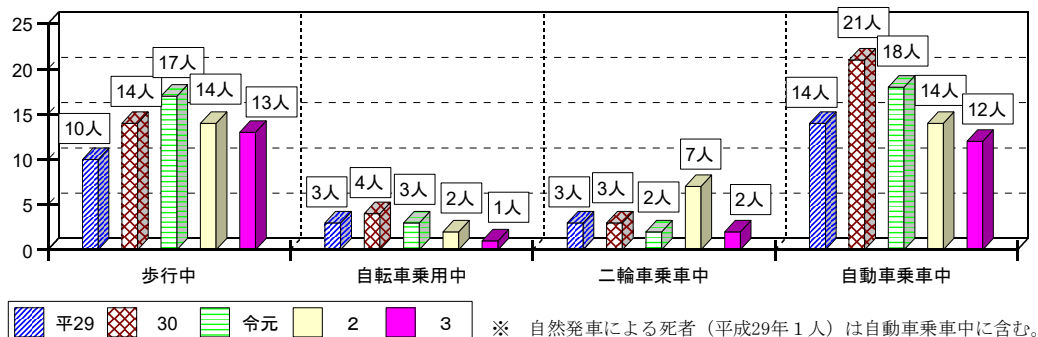 25
20
15
10
5
0
10人 14人 17人 14人 13人
3人 4人 3人 2人 1人
3人 3人 2人 7人 2人
14人 21人 18人 14人 12人
歩行中 自転車乗用中 二輪車乗車中 自動車乗車中
平29 30 令元 2 3
※ 自然発車による死者（平成29年１人）は自動車乗車中に含む。